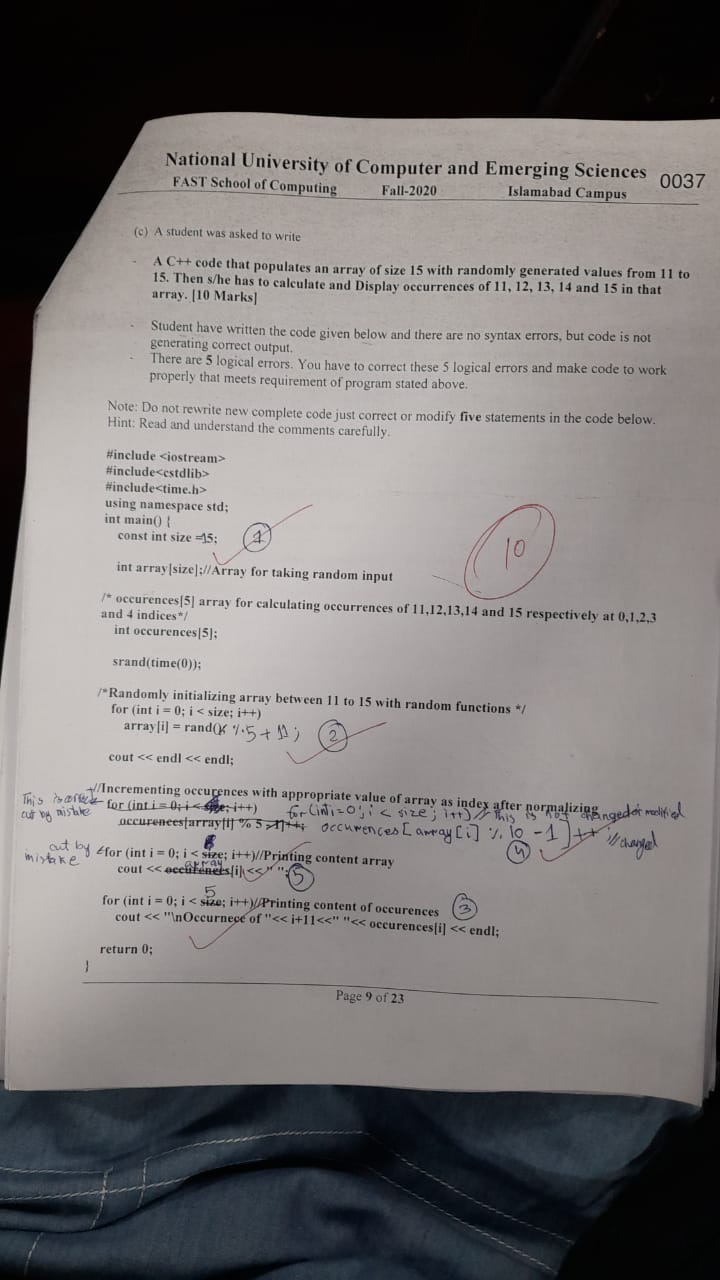 National University of Computer and Emerging Sciences 0037
FAST School of Computing Fall-2020 Islamabad Campus
(c) A student was asked to write
- A C++ code that populates an array of size 15 with randomly generated values from 11 to
15. Then s/he has to calculate and Display occurrences of 11, 12, 13, 14 and 15 in that
array. [10 Marks]
- Student have written the code given below and there are no syntax errors, but code is not
generating correct output.
- There are 5 logical errors. You have to correct these 5 logical errors and make code to work
properly that meets requirement of program stated above.
Note: Do not rewrite new complete code just correct or modify five statements in the code below.
Hint: Read and understand the comments carefully.
#include <iostream>
#include<cstdlib>
#include<time.h>
using namespace std;
int main() {
const int size =15; 1
10
int array[size];//Array for taking random input
/* occurences[5] array for calculating occurrences of 11,12,13,14 and 15 respectively at 0,1,2,3
and 4 indices*/
int occurences[5];
srand(time(0));
/*Randomly initializing array between 11 to 15 with random functions */
for (int i = 0; i < size; i++)
array[i] = rand() % 5 + 11; 2
cout << endl << endl;
//Incrementing occurences with appropriate value of array as index after normalizing
This is correct cut by mistake
for (int i = 0; i < size; i++) for(int i=0; i < size; i++) // This is not changed or modified
occurences[array[i] % 5 ]++; occurences[array[i] % 10 -1]++ // changed
4
cut by mistake
for (int i = 0; i < size; i++)//Printing content array
array
cout << occurences[i] <<" "; 5
5
for (int i = 0; i < size; i++)//Printing content of occurences 3
cout << "\nOccurnece of "<< i+11<<" "<< occurences[i] << endl;
return 0;
}
Page 9 of 23